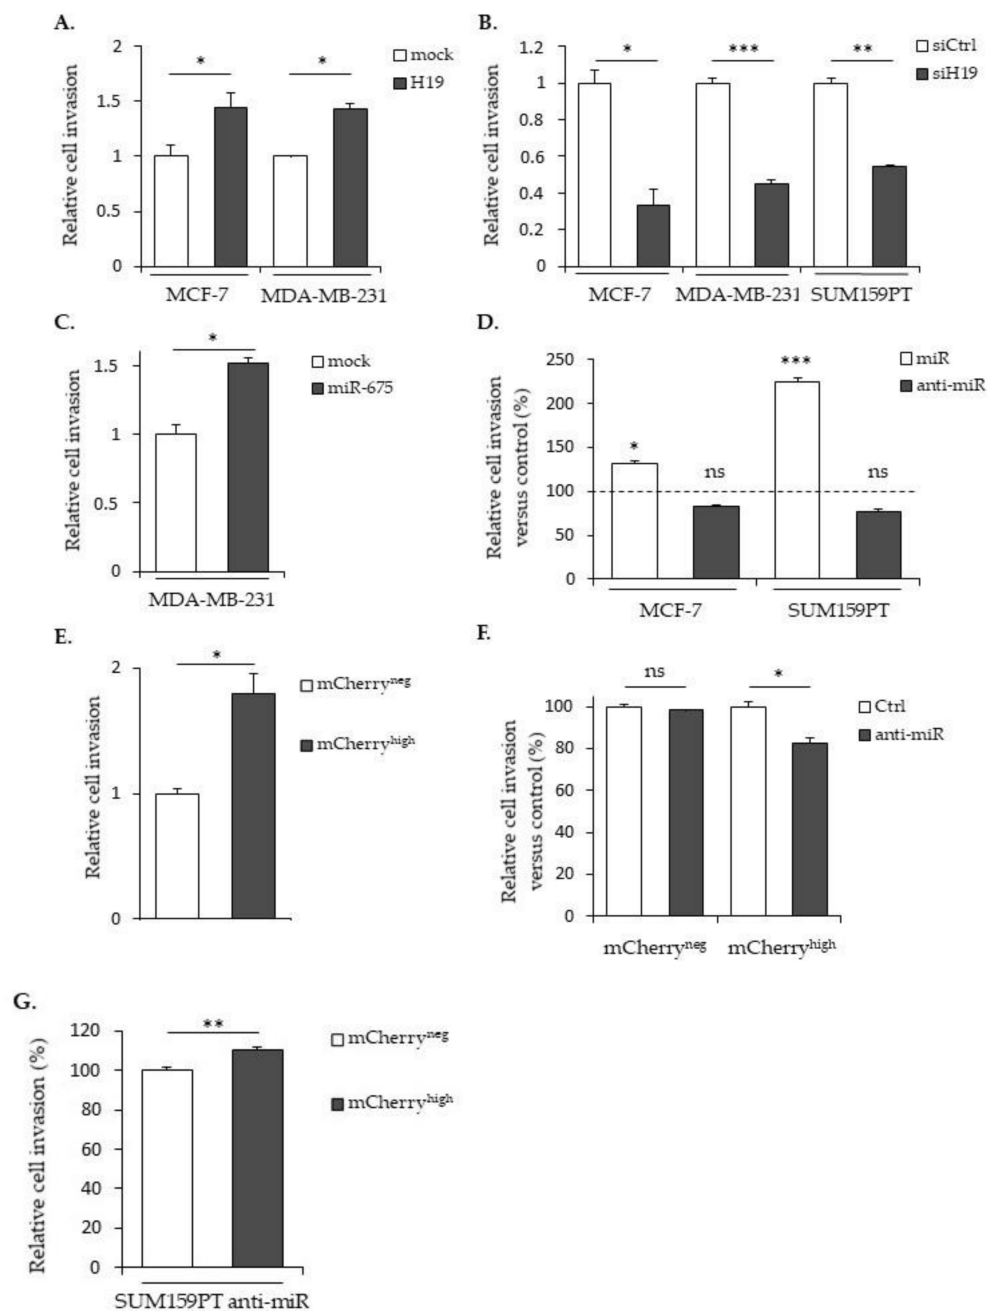 A.
Relative cell invasion
2
1.5
1
0.5
0
*
*
mock
H19
MCF-7
MDA-MB-231
B.
Relative cell invasion
1.2
1
0.8
0.6
0.4
0.2
0
*
***
**
siCtrl
siH19
MCF-7
MDA-MB-231
SUM159PT
C.
Relative cell invasion
1.5
1
0.5
0
*
mock
miR-675
MDA-MB-231
D.
Relative cell invasion
versus control (%)
250
200
150
100
50
0
*
ns
***
ns
miR
anti-miR
MCF-7
SUM159PT
E.
Relative cell invasion
2
1
0
*
mCherryneg
mCherryhigh
F.
Relative cell invasion
versus control (%)
100
80
60
40
20
0
ns
*
Ctrl
anti-miR
mCherryneg
mCherryhigh
G.
Relative cell invasion (%)
120
100
80
60
40
20
0
**
mCherryneg
mCherryhigh
SUM159PT anti-miR